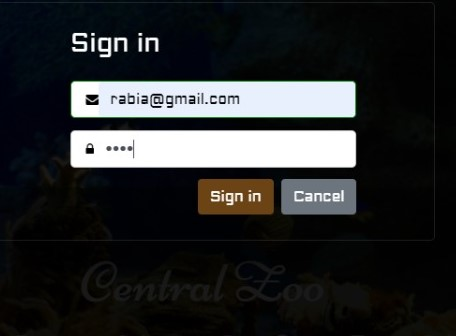 Sign in
rabia@gmail.com
••••
Sign in Cancel
Central Zoo